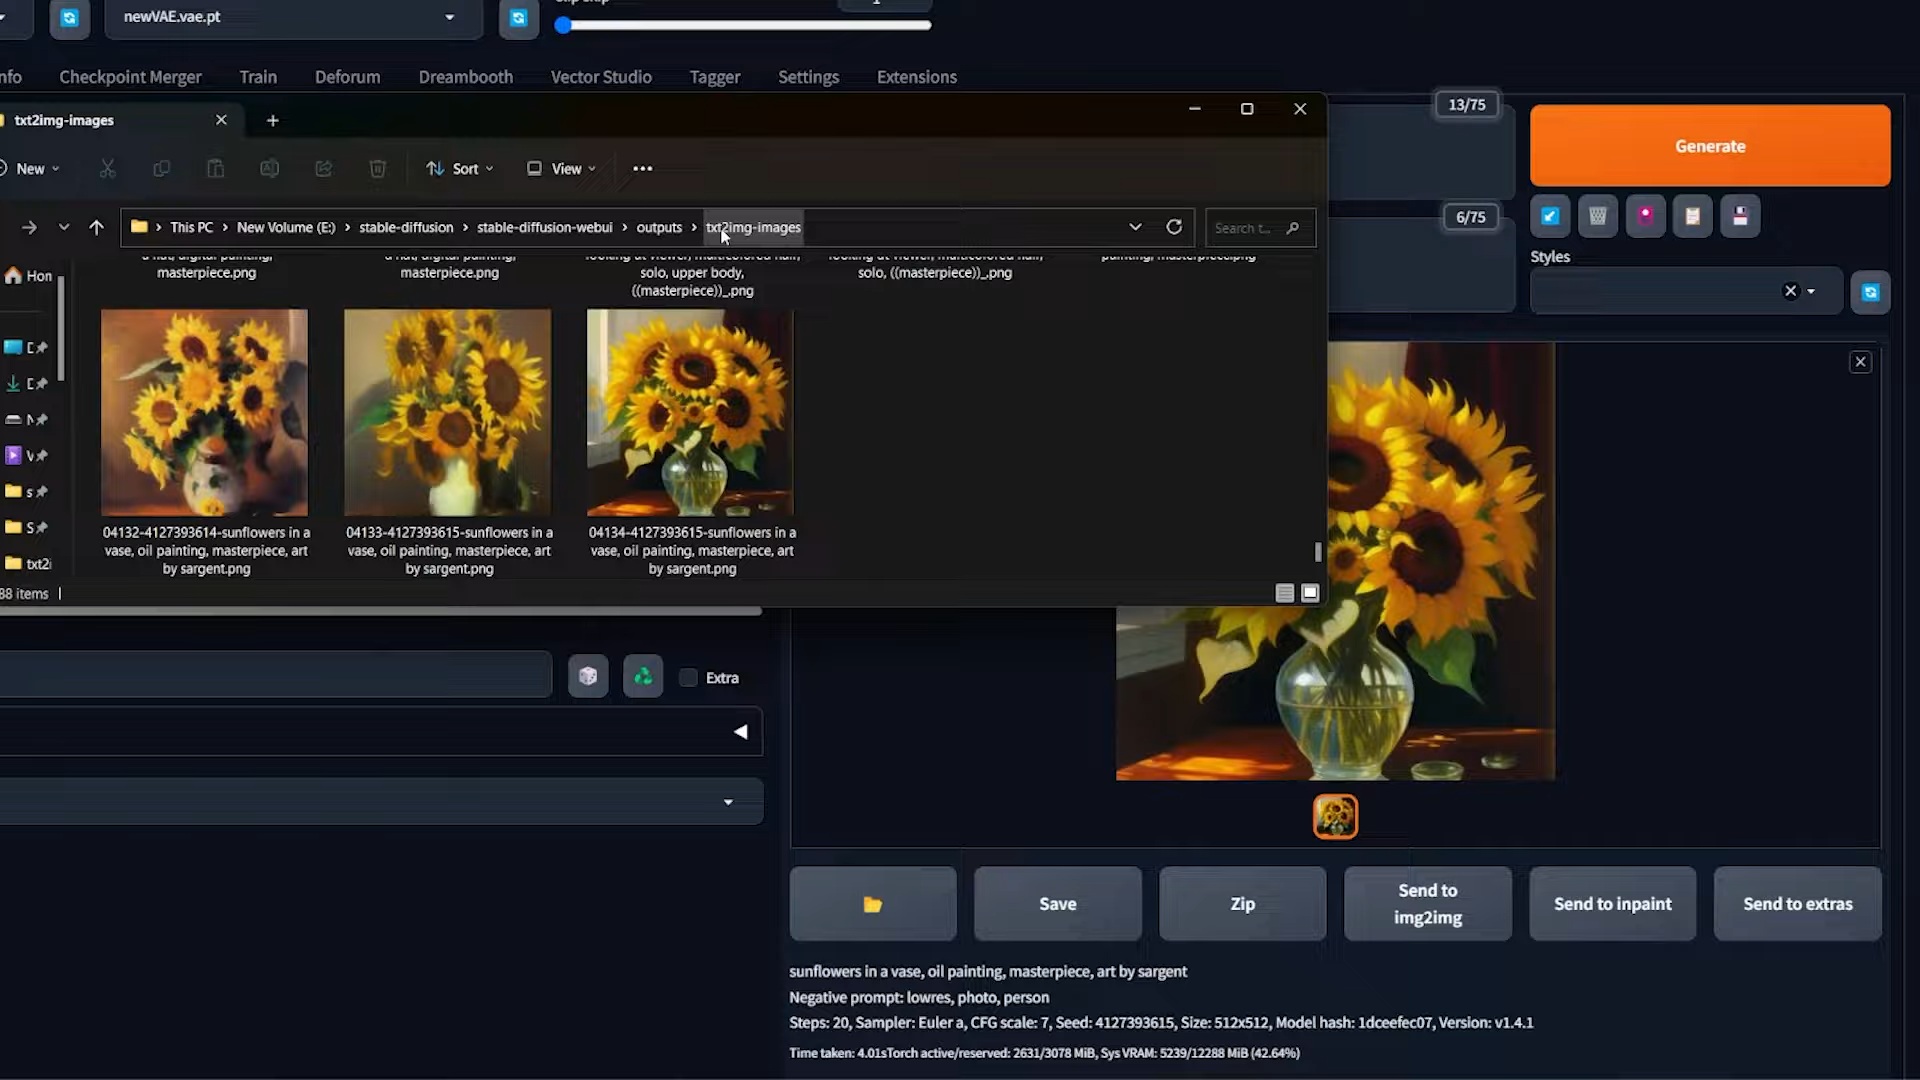 newVAE.vae.pt
1
nfo Checkpoint Merger Train Deforum Dreambooth Vector Studio Tagger Settings Extensions
txt2img-images
13/75
Generate
New
Sort
View
6/75
This PC > New Volume (E:) > stable-diffusion > stable-diffusion-webui > outputs > txt2img-images
Search t...
Styles
masterpiece.png
masterpiece.png
solo, upper body,
((masterpiece))_.png
solo, ((masterpiece))_.png
Hon
txt2i
04132-4127393614-sunflowers in a
vase, oil painting, masterpiece, art
by sargent.png
04133-4127393615-sunflowers in a
vase, oil painting, masterpiece, art
by sargent.png
04134-4127393615-sunflowers in a
vase, oil painting, masterpiece, art
by sargent.png
88 items
Extra
Save
Zip
Send to
img2img
Send to inpaint
Send to extras
sunflowers in a vase, oil painting, masterpiece, art by sargent
Negative prompt: lowres, photo, person
Steps: 20, Sampler: Euler a, CFG scale: 7, Seed: 4127393615, Size: 512x512, Model hash: 1dceefec07, Version: v1.4.1
Time taken: 4.01sTorch active/reserved: 2631/3078 MiB, Sys VRAM: 5239/12288 MiB (42.64%)